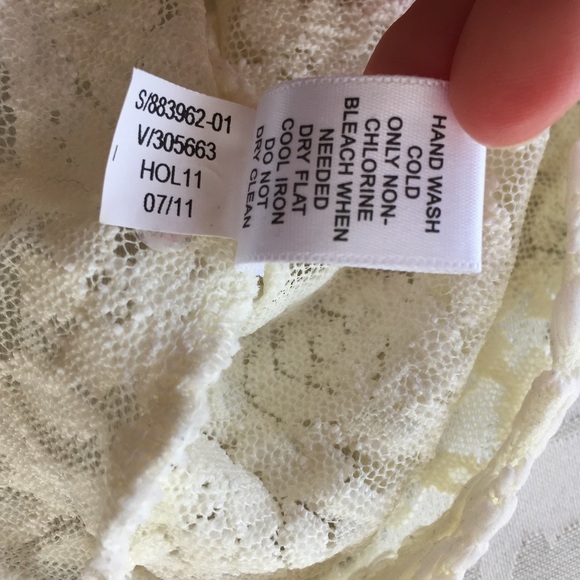 S/883962-01
V/305663
HOL11
07/11
HAND WASH
COLD
ONLY NON-
CHLORINE
BLEACH WHEN
NEEDED
DRY FLAT
COOL IRON
DO NOT
DRY CLEAN